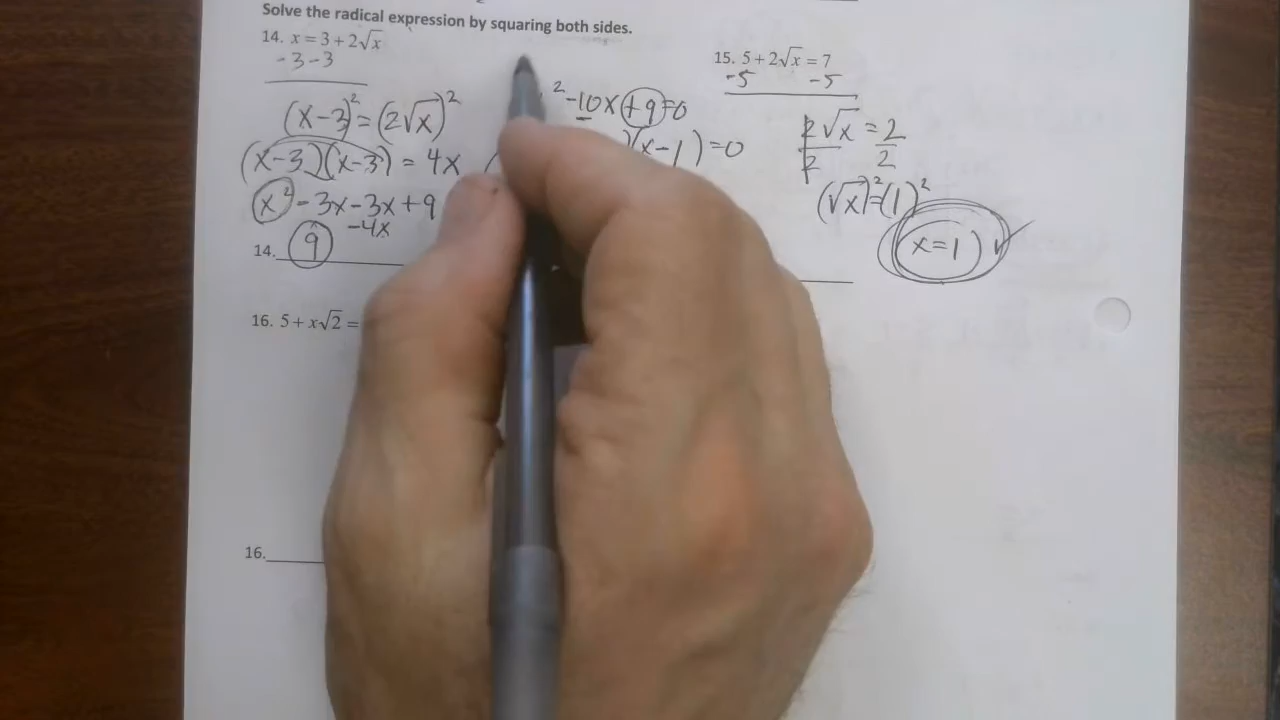 Solve the radical expression by squaring both sides.
14. x = 3 + 2√x
-3 -3
(x-3)² = (2√x)²
(x-3)(x-3) = 4x
x² - 3x - 3x + 9
-4x
14. 9
² -10x +9 = 0
)(x-1) = 0
15. 5 + 2√x = 7
-5 -5
2√x = 2
2 2
(√x)² = (1)²
x = 1 ✓
16. 5 + x√2 =
16.